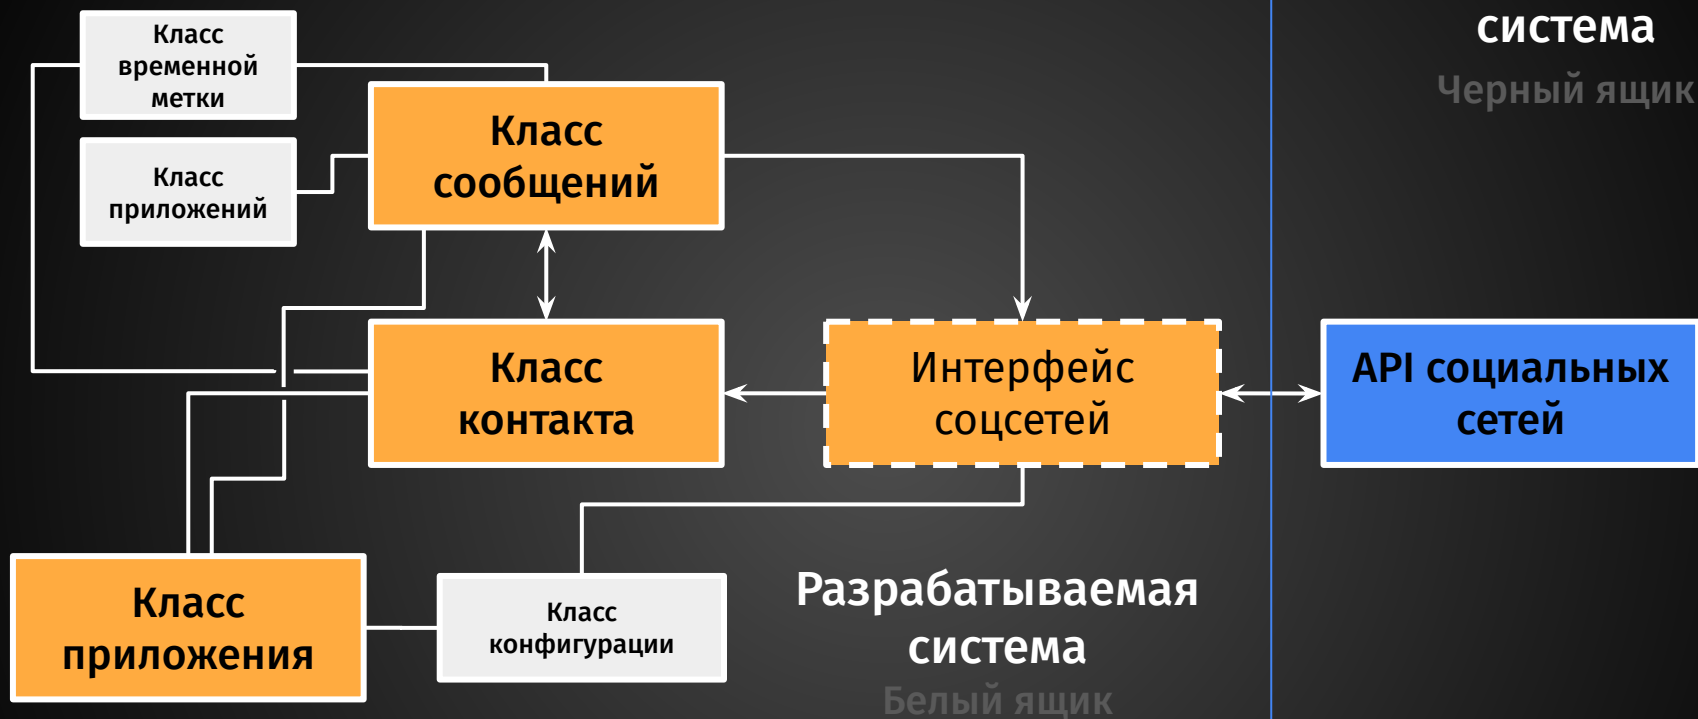 Класс
временной
метки
система
Черный ящик
Класс
сообщений
Класс
приложений
Класс
контакта
Интерфейс
соцсетей
API социальных
сетей
Класс
приложения
Класс
конфигурации
Разрабатываемая
система
Белый ящик